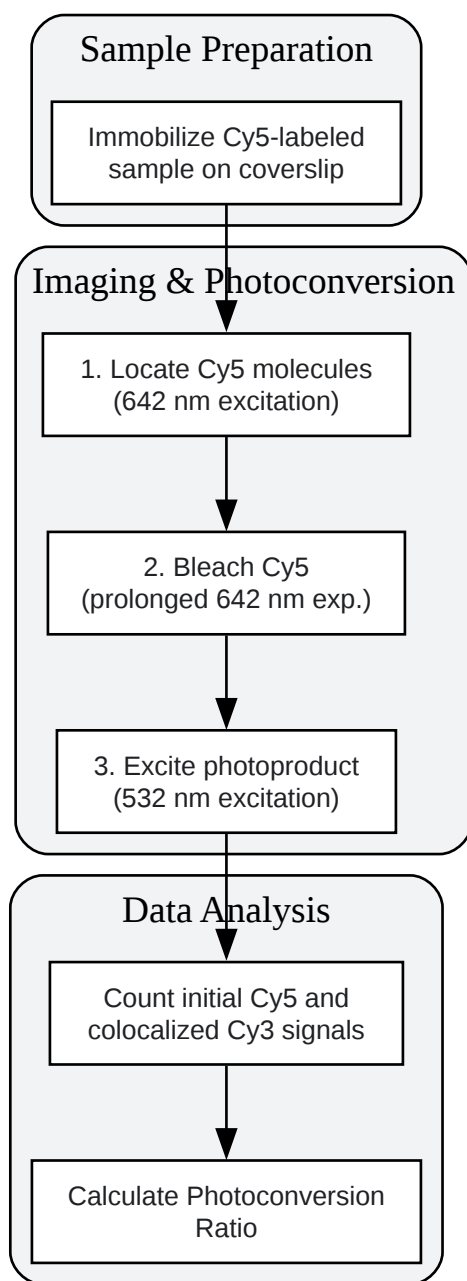 Sample Preparation
Immobilize Cy5-labeled
sample on coverslip
Imaging & Photoconversion
1. Locate Cy5 molecules
(642 nm excitation)
2. Bleach Cy5
(prolonged 642 nm exp.)
3. Excite photoproduct
(532 nm excitation)
Data Analysis
Count initial Cy5 and
colocalized Cy3 signals
Calculate Photoconversion
Ratio